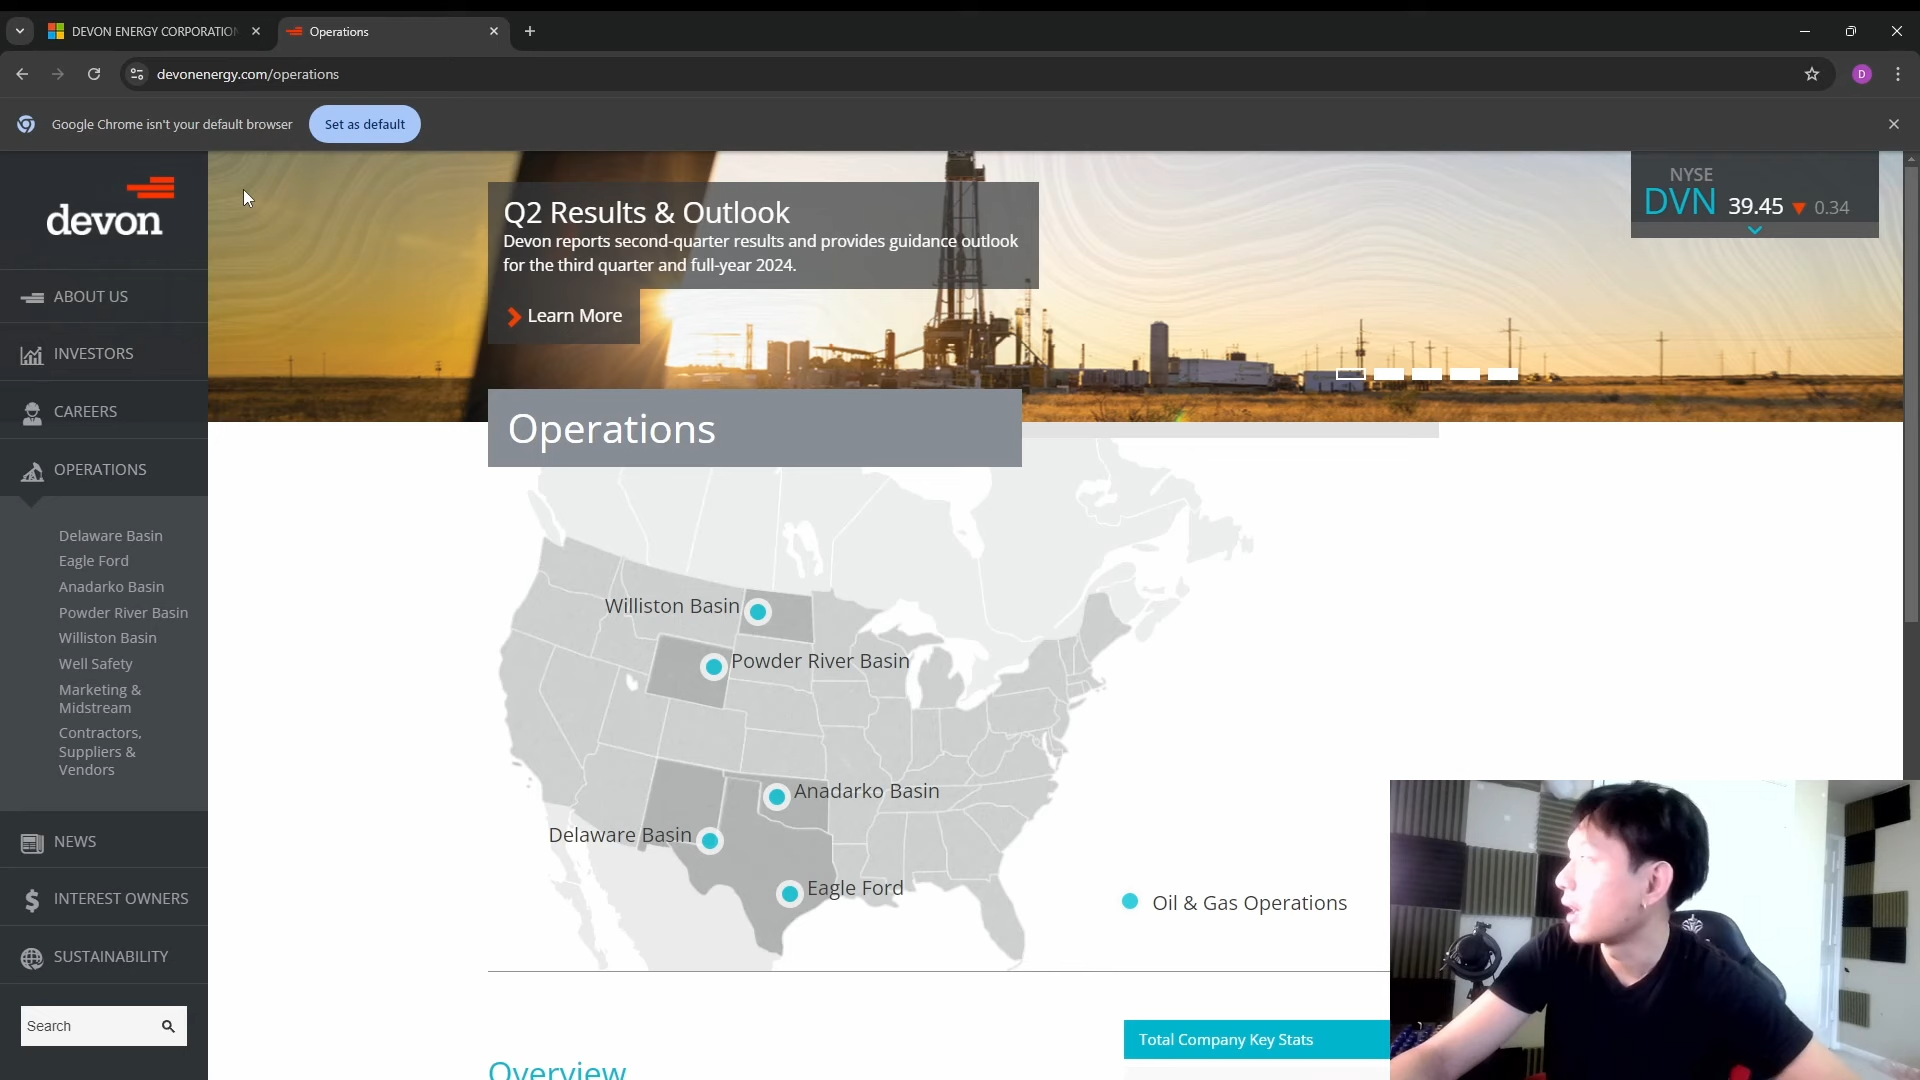 DEVON ENERGY CORPORATION
Operations
devonenergy.com/operations
D
Google Chrome isn't your default browser
Set as default
devon
ABOUT US
INVESTORS
CAREERS
OPERATIONS
Delaware Basin
Eagle Ford
Anadarko Basin
Powder River Basin
Williston Basin
Well Safety
Marketing &
Midstream
Contractors,
Suppliers &
Vendors
NEWS
INTEREST OWNERS
SUSTAINABILITY
Search
Q2 Results & Outlook
Devon reports second-quarter results and provides guidance outlook
for the third quarter and full-year 2024.
Learn More
NYSE
DVN 39.45 0.34
Operations
Williston Basin
Powder River Basin
Anadarko Basin
Delaware Basin
Eagle Ford
Oil & Gas Operations
Overview
Total Company Key Stats